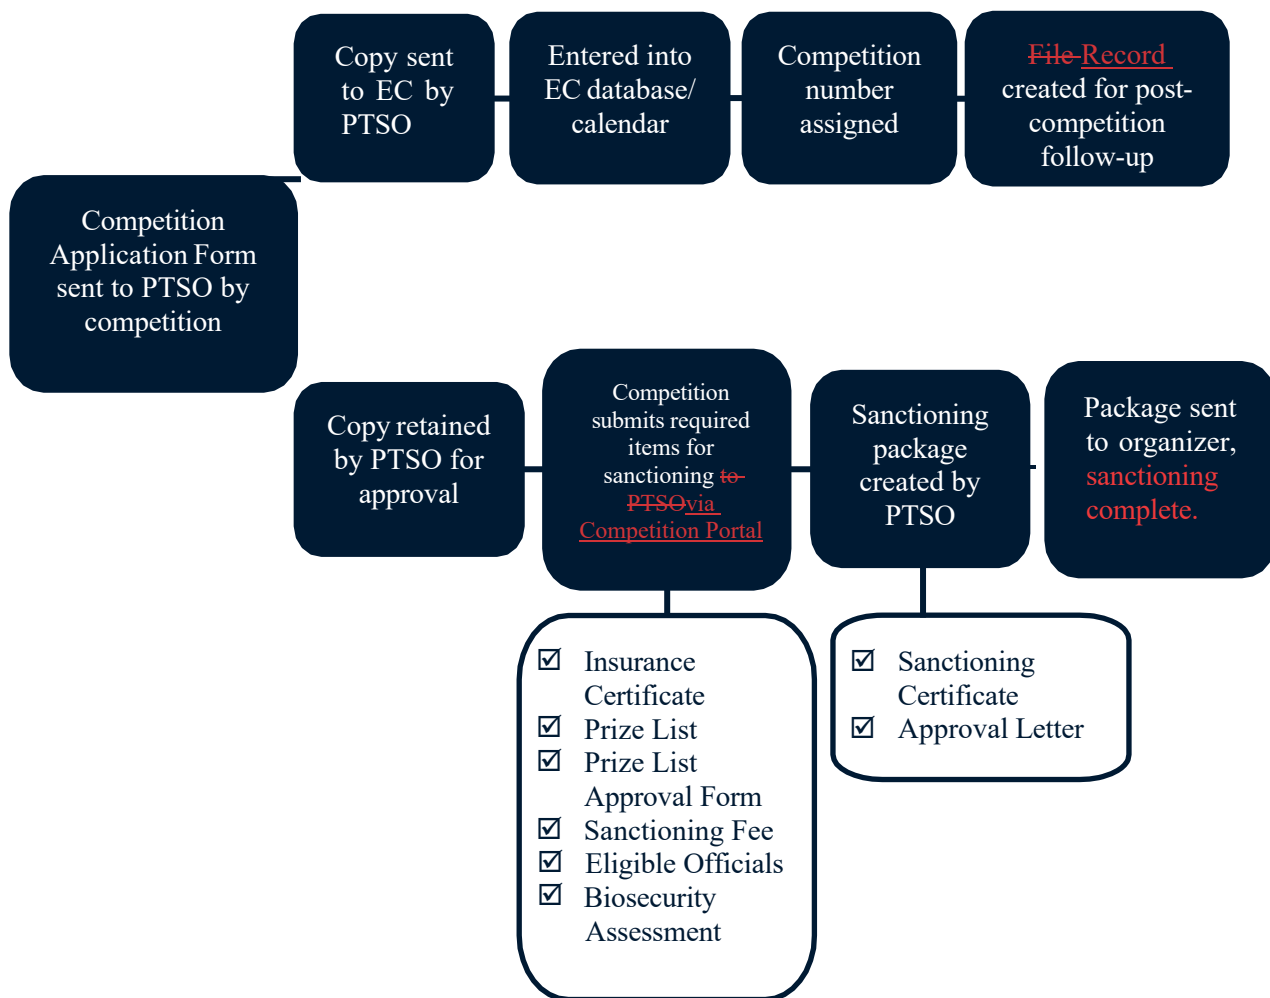 Copy sent
to EC by
PTSO
Entered into
EC database/
calendar
Competition
number
assigned
File Record
created for post-
competition
follow-up
Competition
Application Form
sent to PTSO by
competition
Copy retained
by PTSO for
approval
Competition
submits required
items for
sanctioning to
PTSOvia
Competition Portal
Sanctioning
package
created by
PTSO
Package sent
to organizer,
sanctioning
complete.
☑ Insurance
Certificate
☑ Prize List
☑ Prize List
Approval Form
☑ Sanctioning Fee
☑ Eligible Officials
☑ Biosecurity
Assessment
☑ Sanctioning
Certificate
☑ Approval Letter